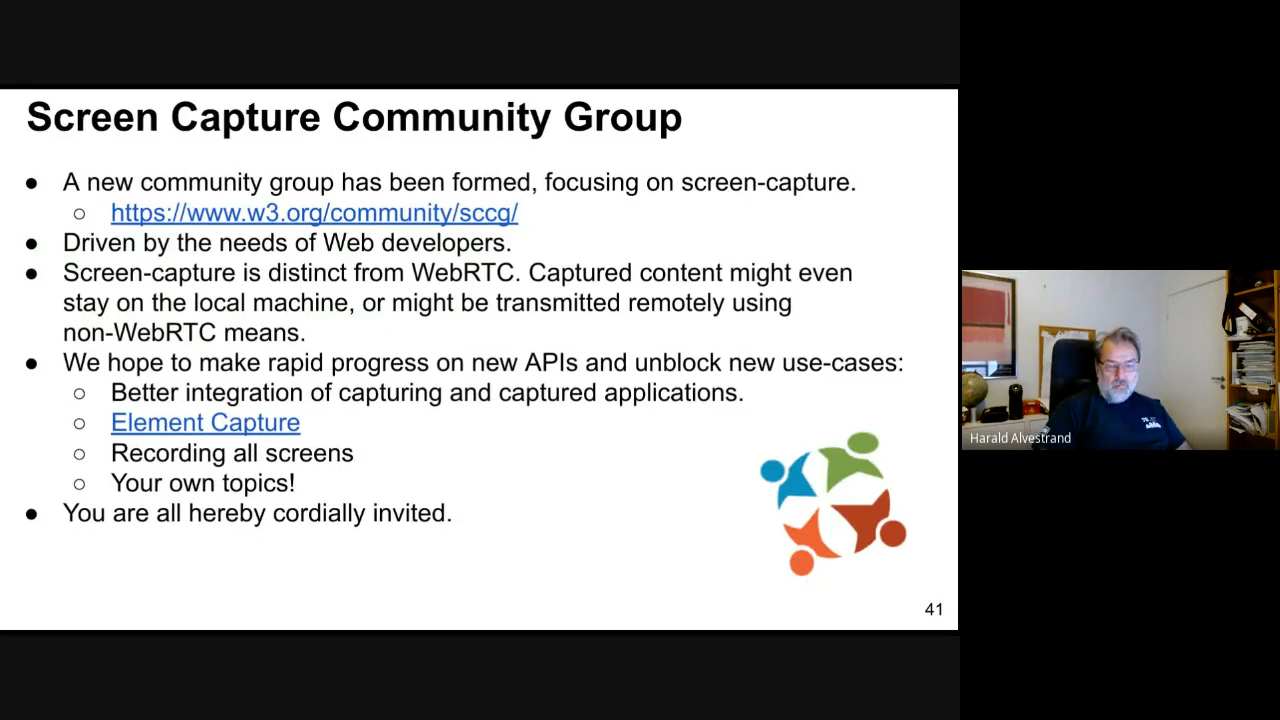 Screen Capture Community Group
● A new community group has been formed, focusing on screen-capture.
○ https://www.w3.org/community/sccg/
● Driven by the needs of Web developers.
● Screen-capture is distinct from WebRTC. Captured content might even
stay on the local machine, or might be transmitted remotely using
non-WebRTC means.
● We hope to make rapid progress on new APIs and unblock new use-cases:
○ Better integration of capturing and captured applications.
○ Element Capture
○ Recording all screens
○ Your own topics!
● You are all hereby cordially invited.
41
Harald Alvestrand